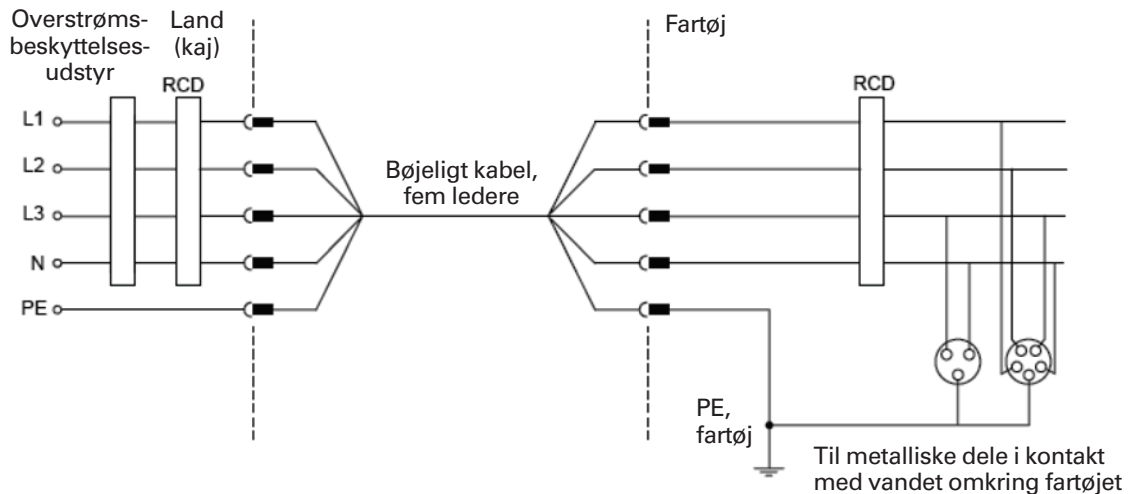 Overstrøms-
beskyttelses-
udstyr
Land
(kaj)
Fartøj
RCD
RCD
L1
L2
L3
N
PE
Bøjeligt kabel,
fem ledere
PE,
fartøj
Til metalliske dele i kontakt
med vandet omkring fartøjet